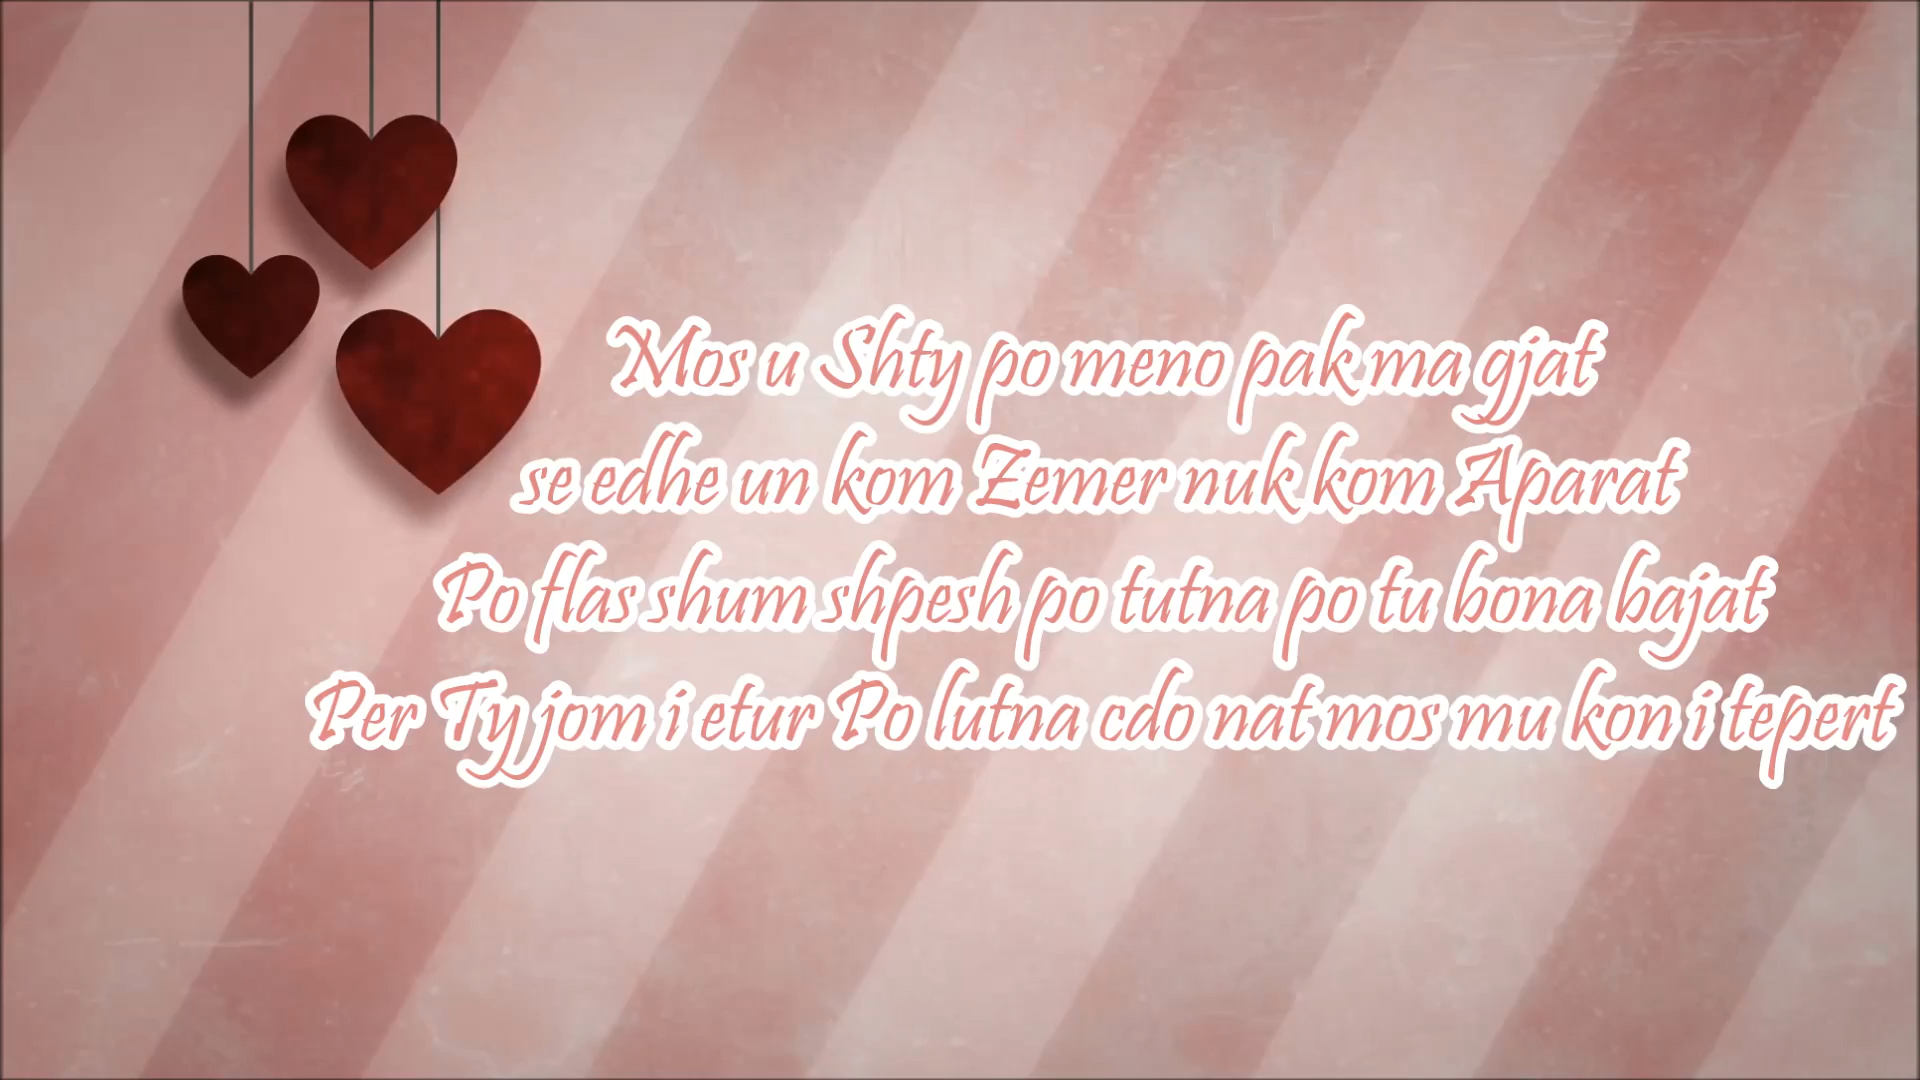 Mos u Shty po meno pak ma gjat
se edhe un kom Zemer nuk kom Aparat
Po flas shum shpesh po tutna po tu bona bajat
Per Ty jom i etur Po lutna cdo nat mos mu kon i tepert